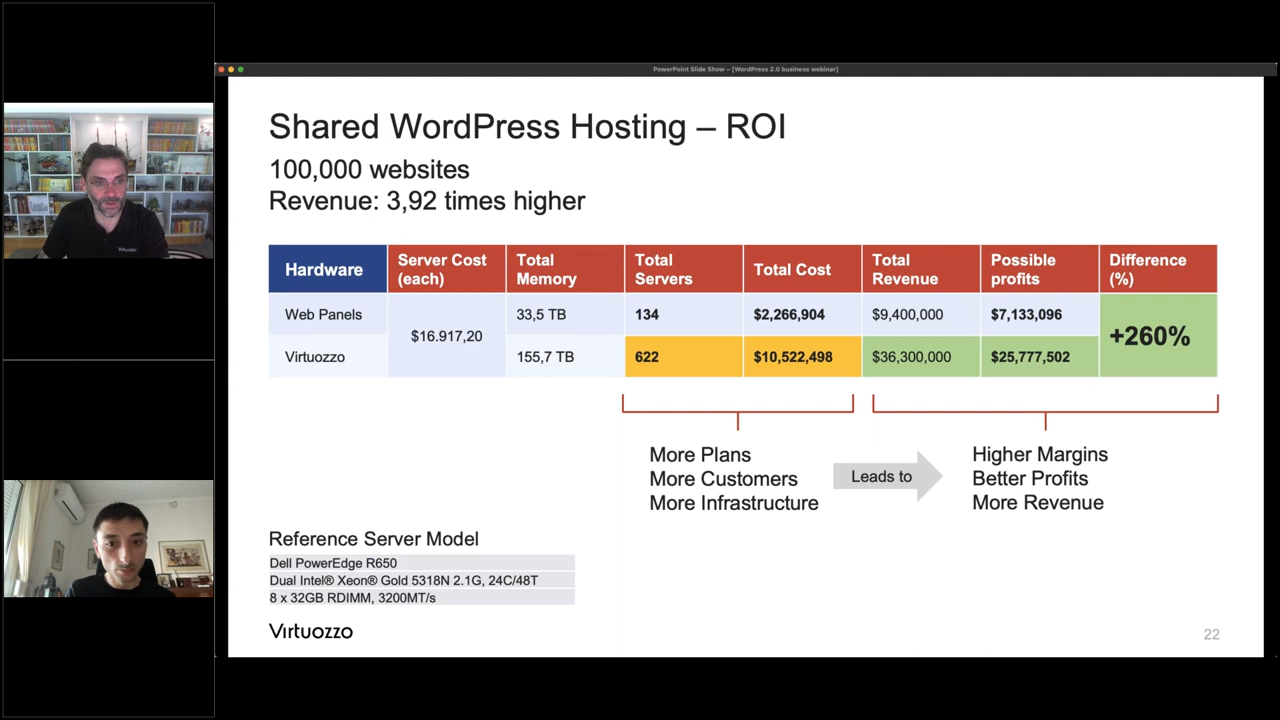 PowerPoint Slide Show – [WordPress 2.0 business webinar]
Shared WordPress Hosting – ROI
100,000 websites
Revenue: 3,92 times higher
Hardware
Server Cost
(each)
Total
Memory
Total
Servers
Total Cost
Total
Revenue
Possible
profits
Difference
(%)
Web Panels
$16.917,20
33,5 TB
134
$2,266,904
$9,400,000
$7,133,096
+260%
Virtuozzo
155,7 TB
622
$10,522,498
$36,300,000
$25,777,502
More Plans
More Customers
More Infrastructure
Leads to
Higher Margins
Better Profits
More Revenue
Reference Server Model
Dell PowerEdge R650
Dual Intel® Xeon® Gold 5318N 2.1G, 24C/48T
8 x 32GB RDIMM, 3200MT/s
Virtuozzo
22
Virtuozzo